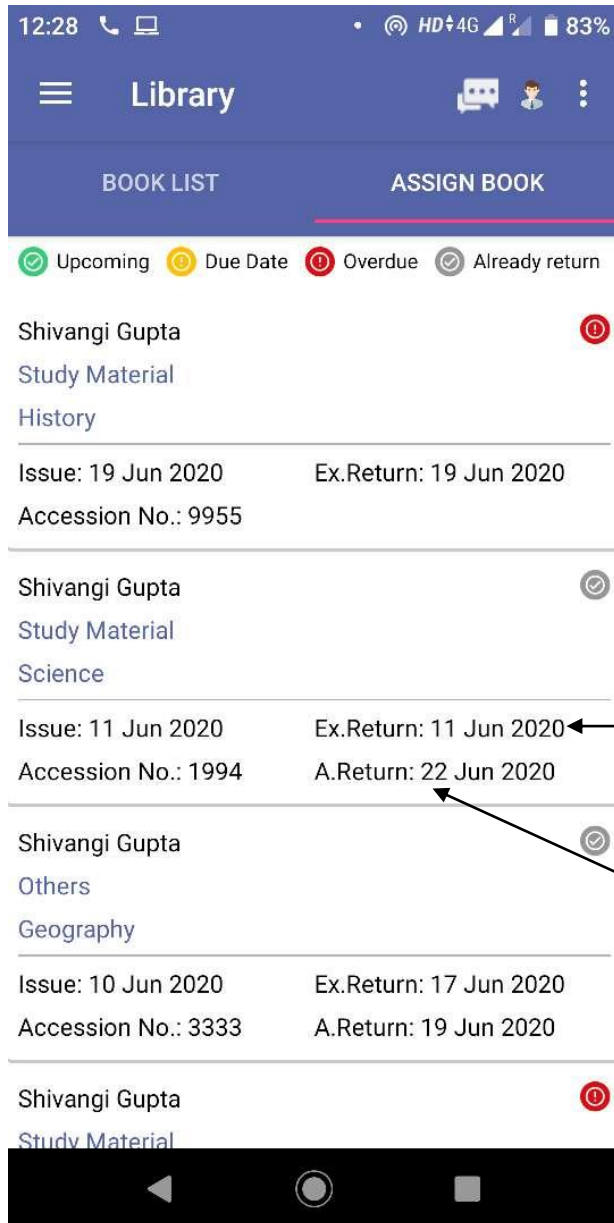 12:28 HD 4G R 83%
Library
BOOK LIST ASSIGN BOOK
Upcoming Due Date Overdue Already return
Shivangi Gupta
Study Material
History
Issue: 19 Jun 2020 Ex.Return: 19 Jun 2020
Accession No.: 9955
Shivangi Gupta
Study Material
Science
Issue: 11 Jun 2020 Ex.Return: 11 Jun 2020
Accession No.: 1994 A.Return: 22 Jun 2020
Shivangi Gupta
Others
Geography
Issue: 10 Jun 2020 Ex.Return: 17 Jun 2020
Accession No.: 3333 A.Return: 19 Jun 2020
Shivangi Gupta
Study Material